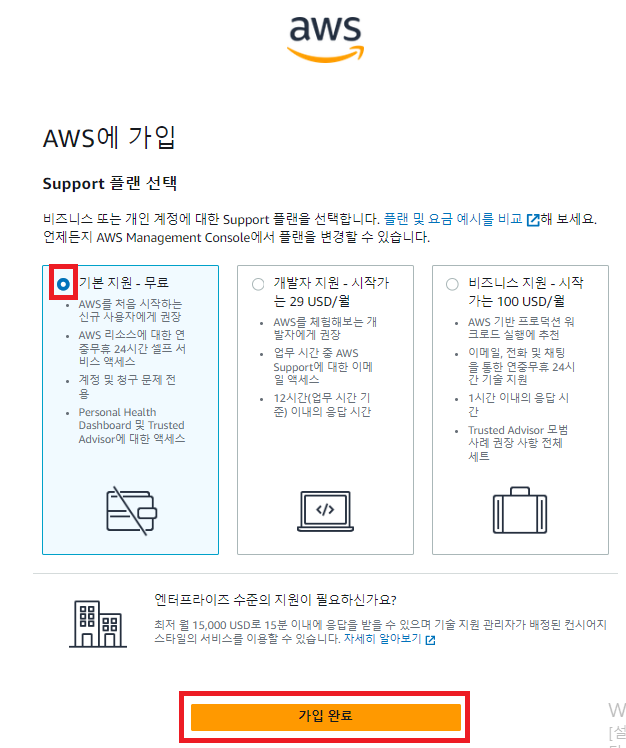 aws
AWS에 가입
Support 플랜 선택
비즈니스 또는 개인 계정에 대한 Support 플랜을 선택합니다. 플랜 및 요금 예시를 비교 해 보세요.
언제든지 AWS Management Console에서 플랜을 변경할 수 있습니다.
기본 지원 - 무료
AWS를 처음 시작하는
신규 사용자에게 권장
AWS 리소스에 대한 연
중무휴 24시간 셀프 서
비스 액세스
계정 및 청구 문제 전
용
Personal Health
Dashboard 및 Trusted
Advisor에 대한 액세스
개발자 지원 - 시작가
는 29 USD/월
AWS를 체험해보는 개
발자에게 권장
업무 시간 중 AWS
Support에 대한 이메
일 액세스
12시간(업무 시간 기
준) 이내의 응답 시간
비즈니스 지원 - 시작
가는 100 USD/월
AWS 기반 프로덕션 워
크로드 실행에 추천
이메일, 전화 및 채팅
을 통한 연중무휴 24시
간 기술 지원
1시간 이내의 응답 시
간
Trusted Advisor 모범
사례 권장 사항 전체
세트
</>
엔터프라이즈 수준의 지원이 필요하신가요?
최저 월 15,000 USD로 15분 이내에 응답을 받을 수 있으며 기술 지원 관리자가 배정된 컨시어지
스타일의 서비스를 이용할 수 있습니다. 자세히 알아보기
가입 완료
W
[설